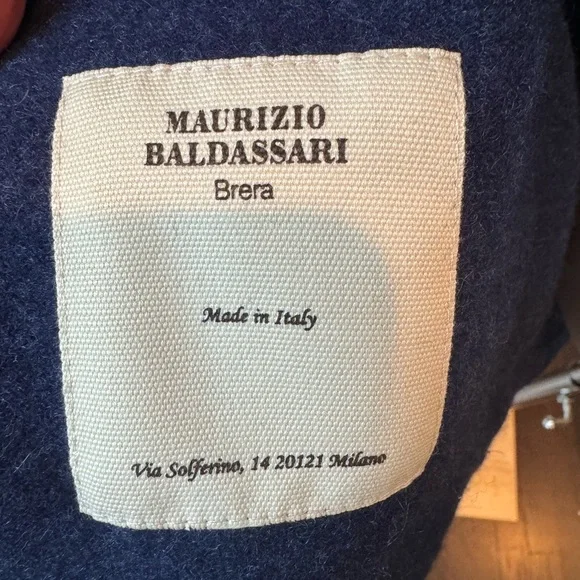 MAURIZIO
BALDASSARI
Brera
Made in Italy
Via Solferino, 14 20121 Milano